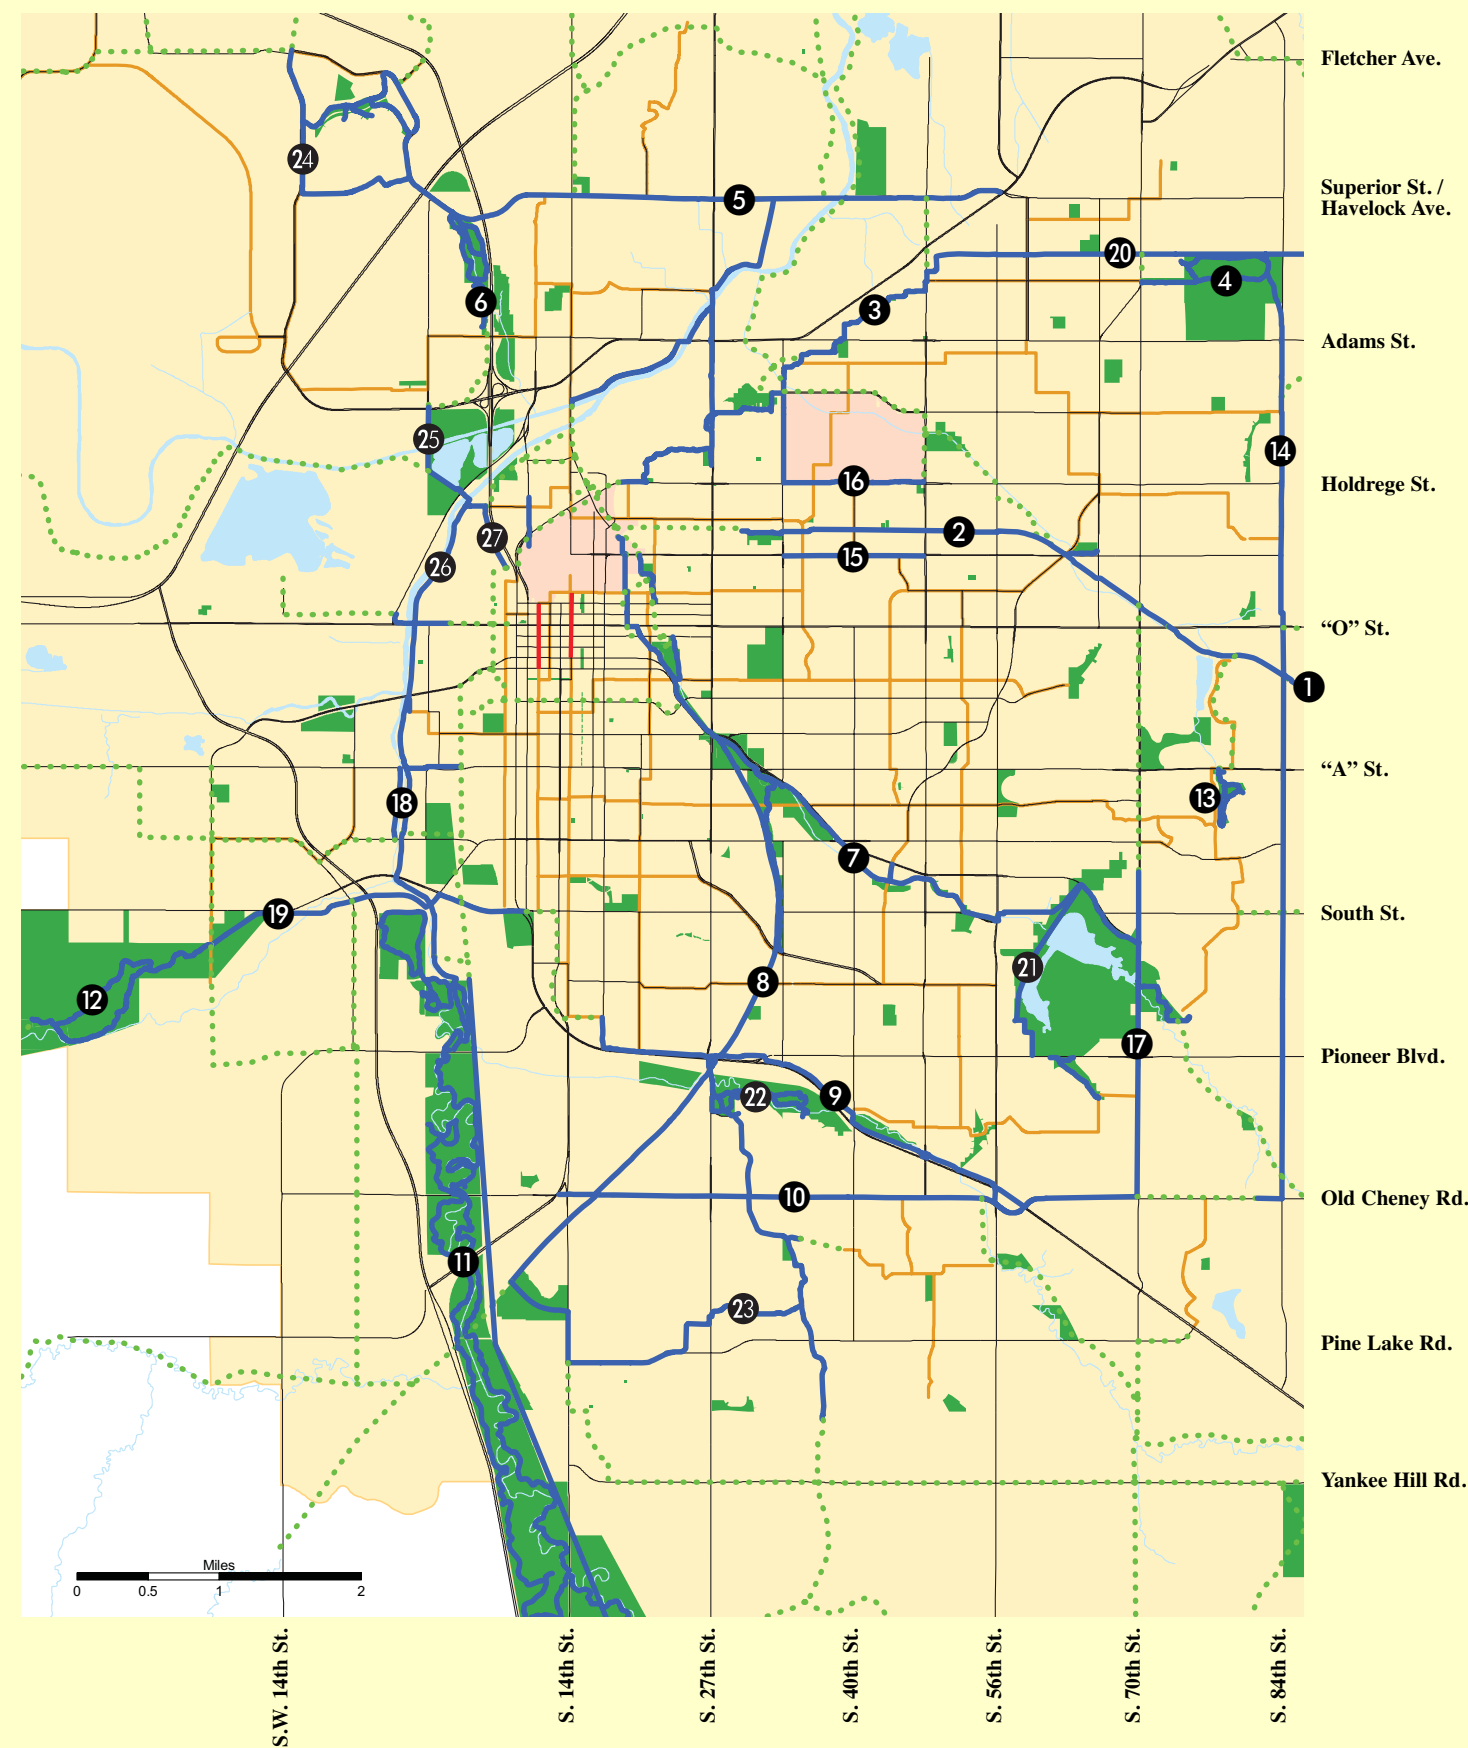 Fletcher Ave.
24
Superior St. /
Havelock Ave.
5
20
4
6
3
Adams St.
25
14
16
Holdrege St.
27
2
15
26
"O" St.
1
"A" St.
13
18
7
19
South St.
21
8
12
17
Pioneer Blvd.
22
9
10
Old Cheney Rd.
11
23
Pine Lake Rd.
Yankee Hill Rd.
Miles
0 0.5 1 2
S.W. 14th St.
S. 14th St.
S. 27th St.
S. 40th St.
S. 56th St.
S. 70th St.
S. 84th St.